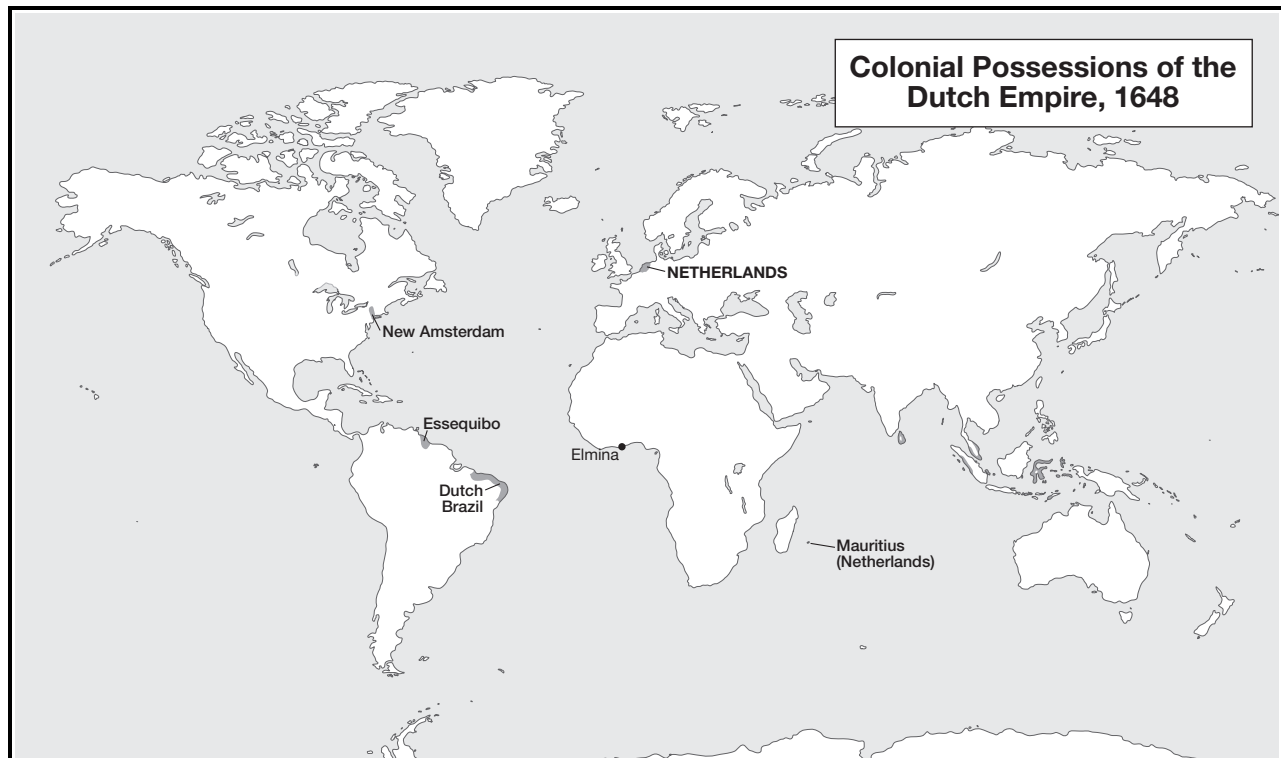 Colonial Possessions of the
Dutch Empire, 1648
NETHERLANDS
New Amsterdam
Essequibo
Elmina
Dutch
Brazil
Mauritius
(Netherlands)